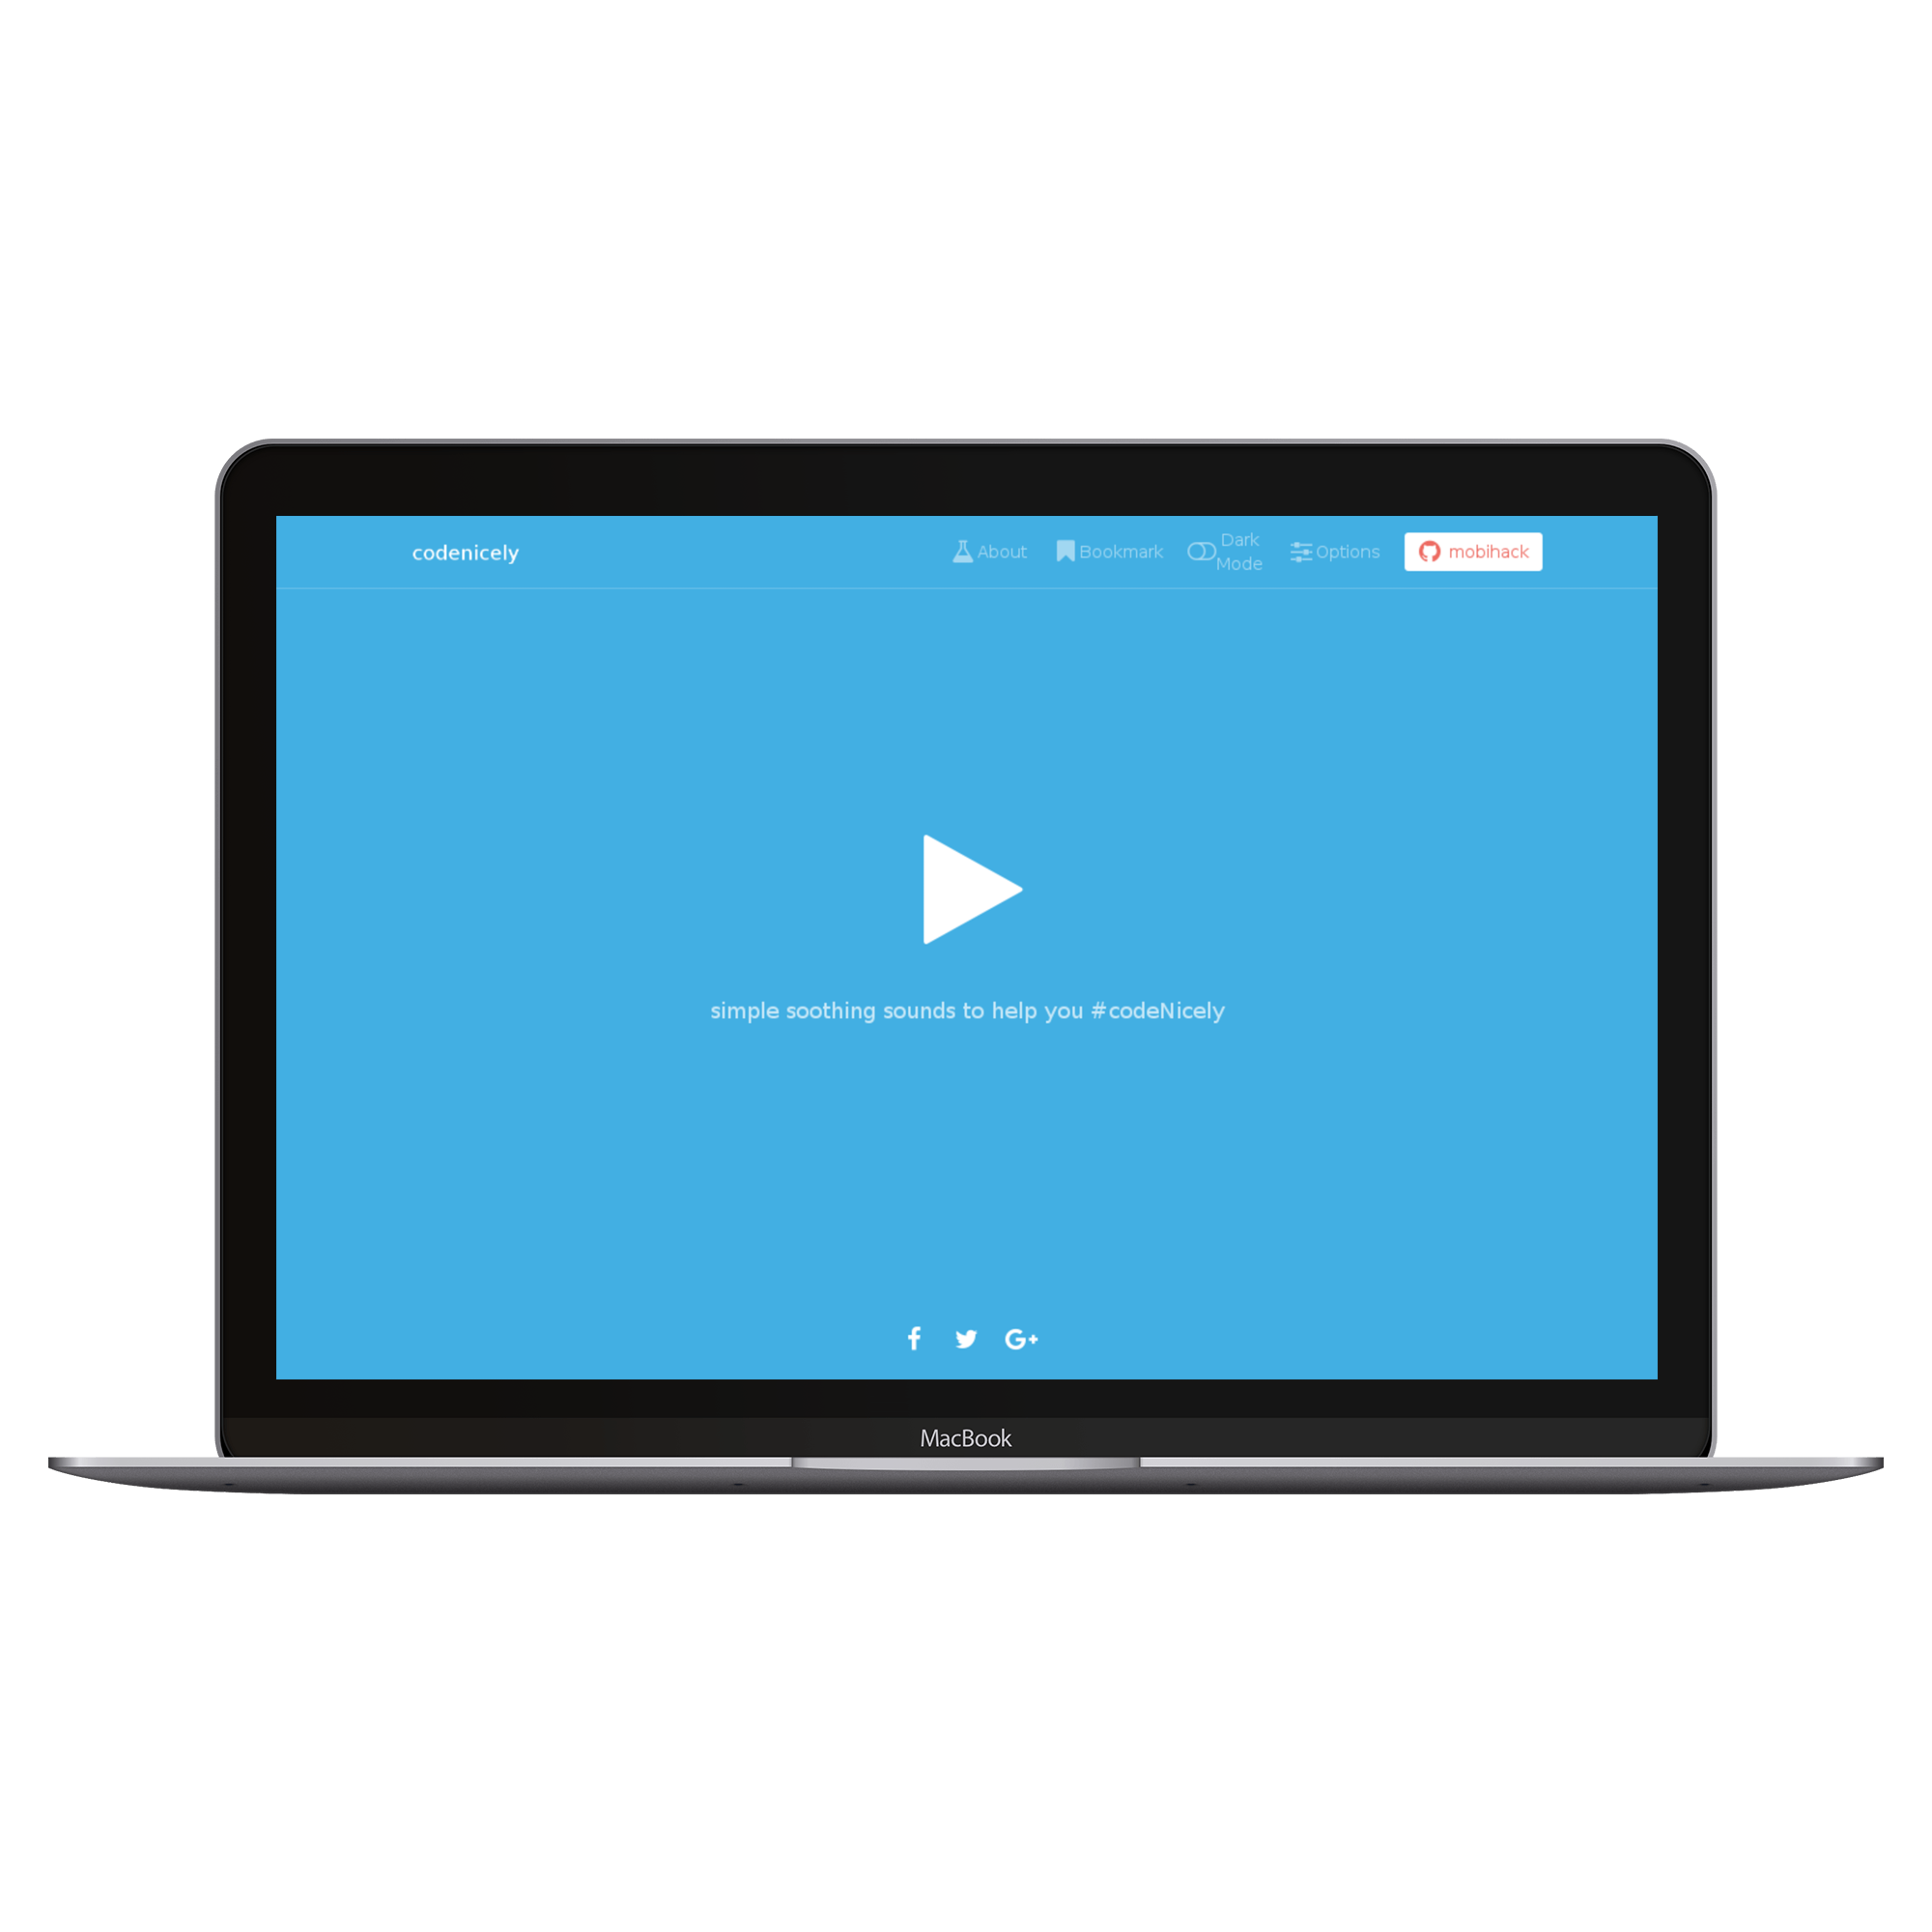 codenicely
About
Bookmark
Dark
Mode
Options
mobihack
simple soothing sounds to help you #codeNicely
MacBook